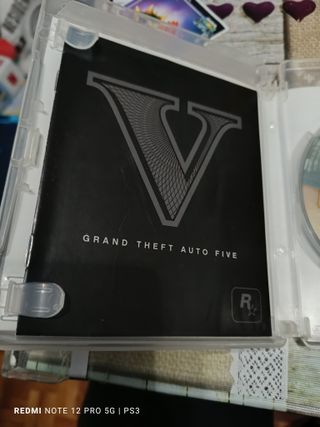 V
GRAND THEFT AUTO FIVE
R
REDMI NOTE 12 PRO 5G | PS3